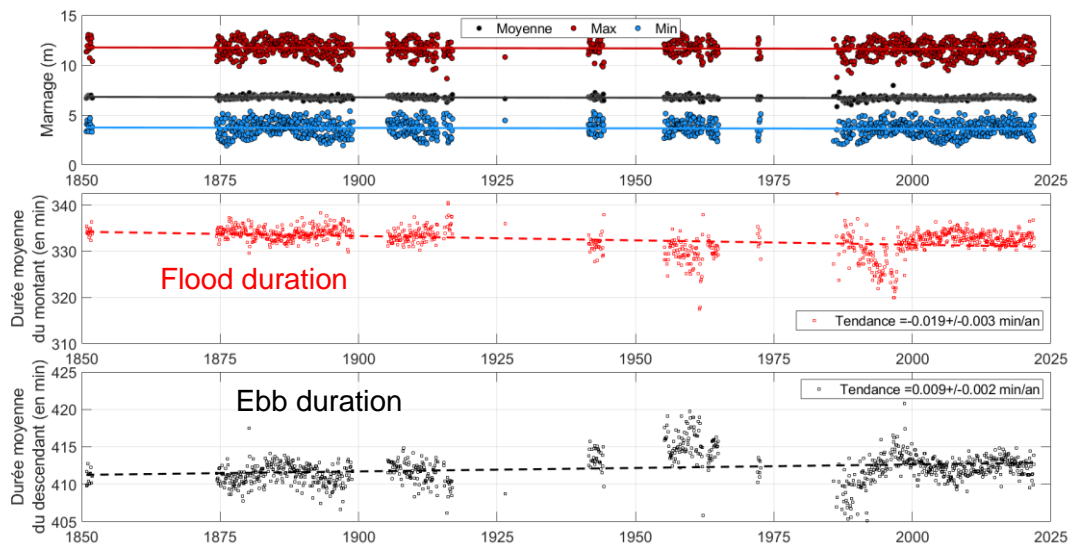 Moyenne Max Min
15
10
5
0
Marnage (m)
1850 1875 1900 1925 1950 1975 2000 2025
340
330
320
310
Durée moyenne
du montant (en min)
Flood duration
Tendance =-0.019+/-0.003 min/an
1850 1875 1900 1925 1950 1975 2000 2025
425
420
415
410
405
Durée moyenne
du descendant (en min)
Ebb duration
Tendance =0.009+/-0.002 min/an
1850 1875 1900 1925 1950 1975 2000 2025